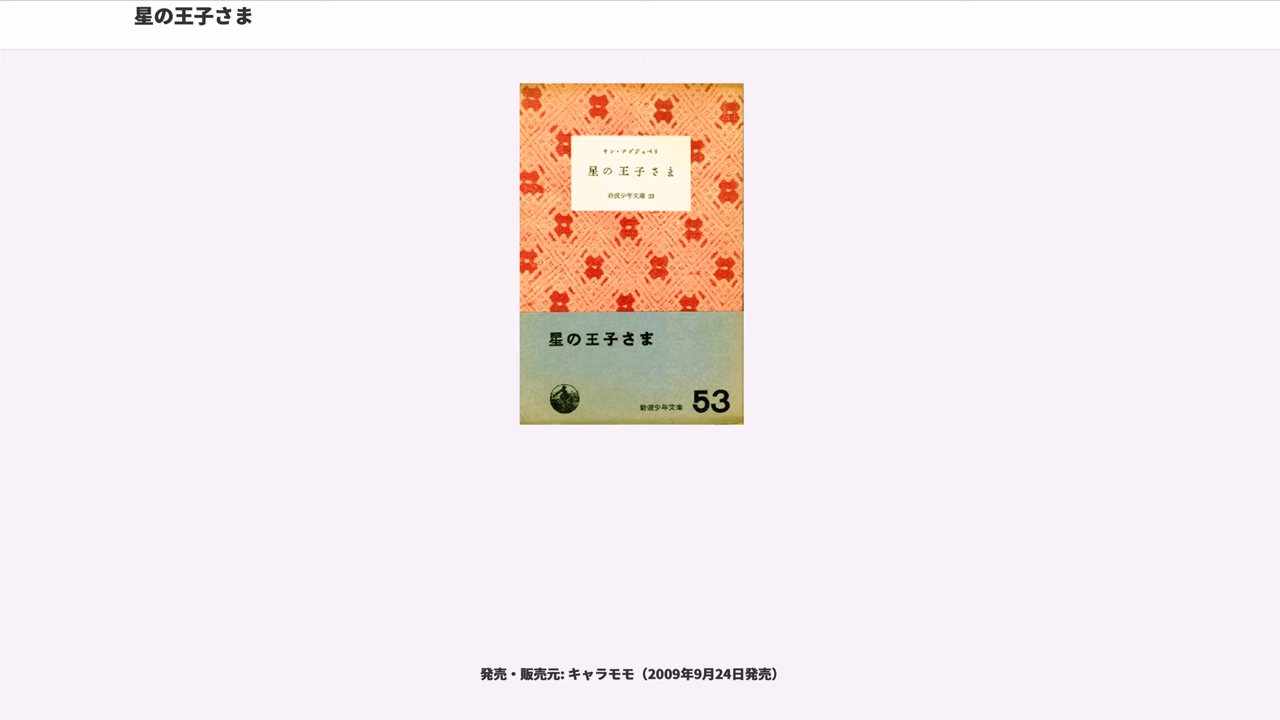 星の王子さま
サン・テグジュペリ
星の王子さま
岩波少年文庫 53
星の王子さま
岩波少年文庫 53
発売・販売元: キャラモモ（2009年9月24日発売）